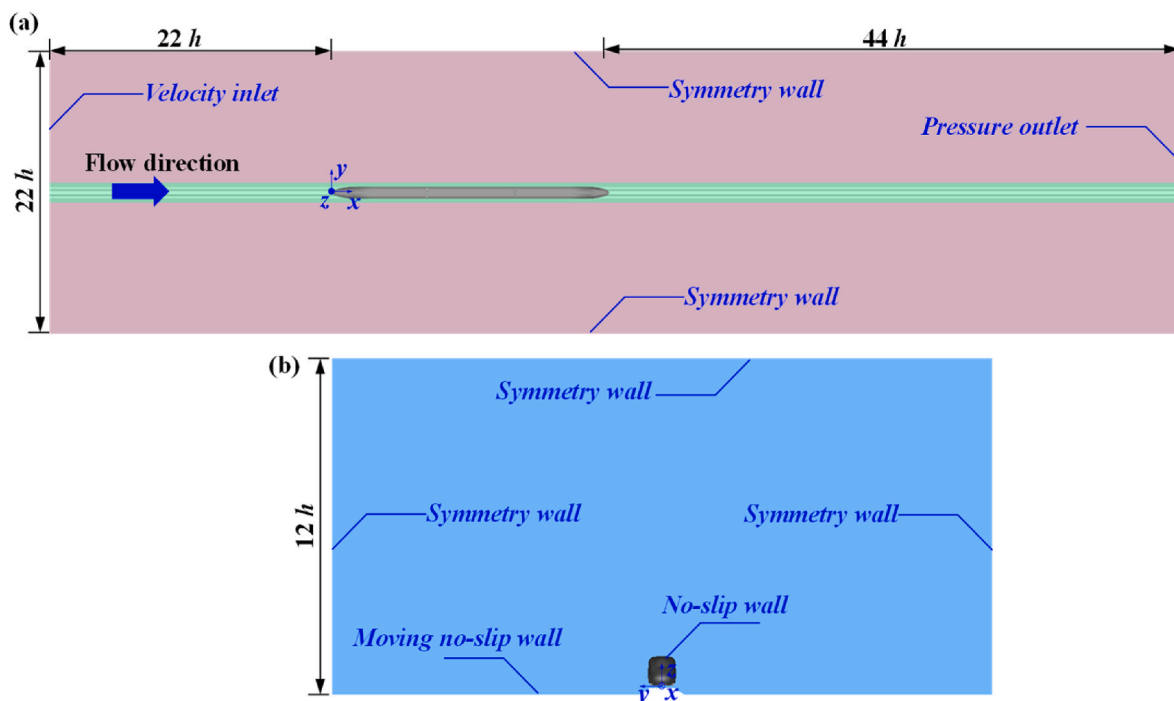 (a)
22 h
44 h
Velocity inlet
Symmetry wall
Pressure outlet
Flow direction
22 h
y
z
x
Symmetry wall
(b)
Symmetry wall
12 h
Symmetry wall
Symmetry wall
No-slip wall
Moving no-slip wall
z
y
x